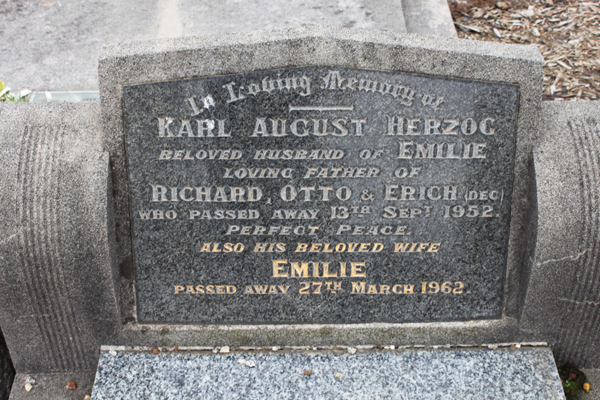 In Loving Memory of
KARL AUGUST HERZOG
BELOVED HUSBAND OF EMILIE
LOVING FATHER OF
RICHARD, OTTO & ERICH (DEC)
WHO PASSED AWAY 13TH SEPT 1952.
PERFECT PEACE.
ALSO HIS BELOVED WIFE
EMILIE
PASSED AWAY 27TH MARCH 1962.